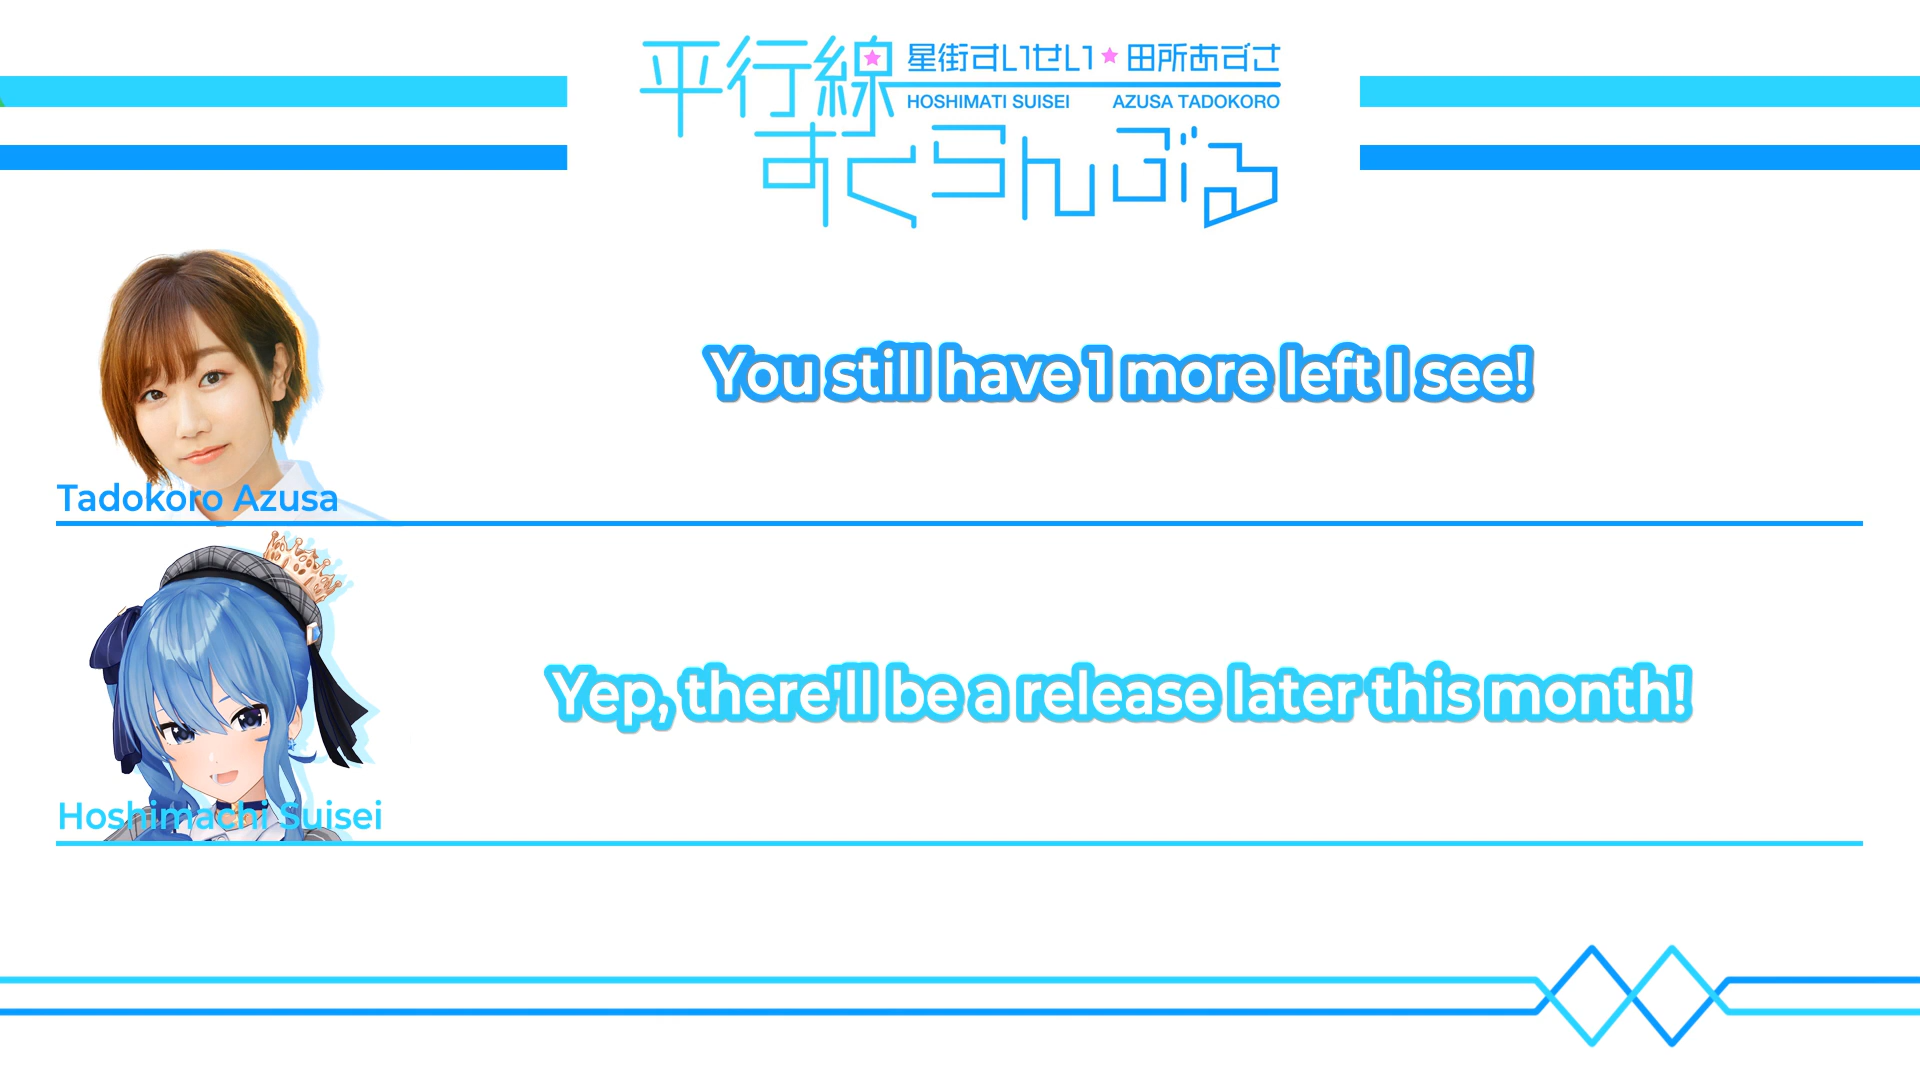 平行線
星街すいせい★田所あずさ
HOSHIMATI SUISEI AZUSA TADOKORO
すくらんぶる
You still have 1 more left I see!
Tadokoro Azusa
Yep, there'll be a release later this month!
Hoshimachi Suisei